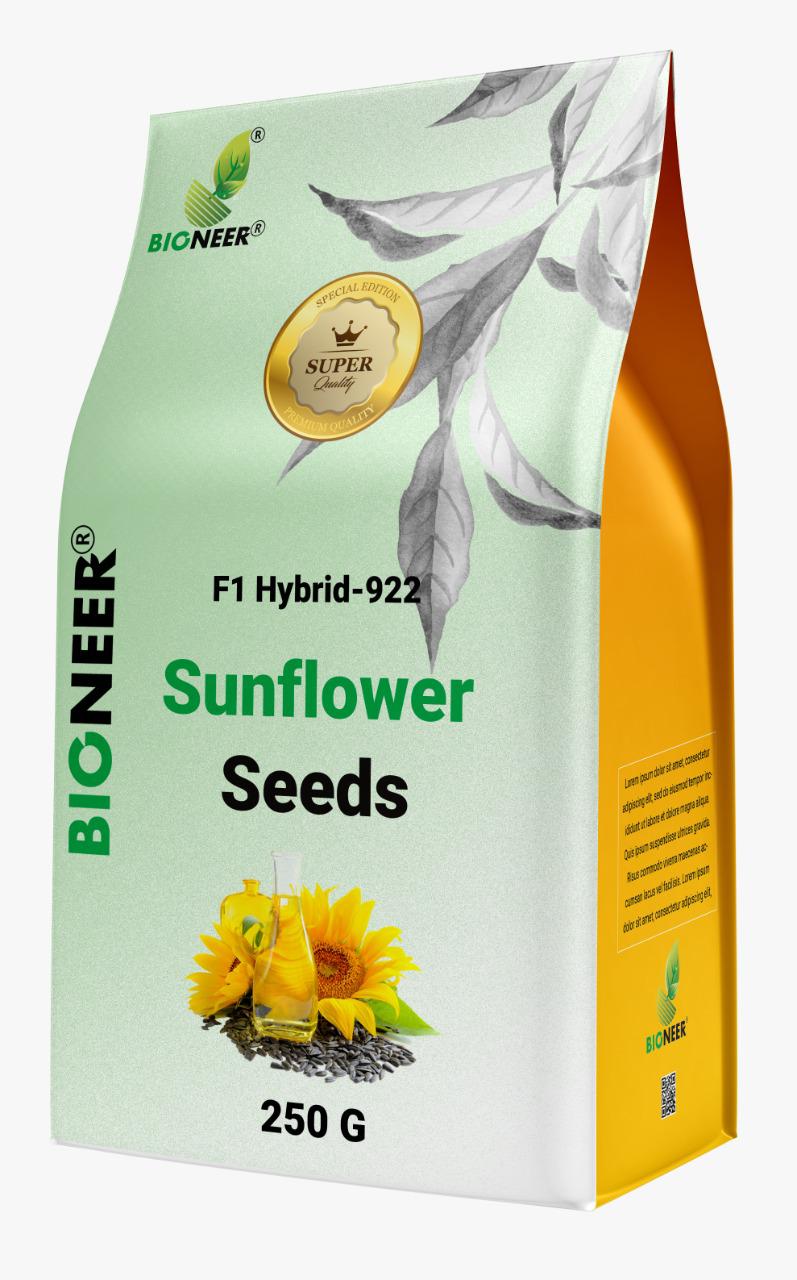 ®
BIONEER®
SPECIAL EDITION
SUPER
Quality
PREMIUM QUALITY
BIONEER®
F1 Hybrid-922
Sunflower
Seeds
250 G
Lorem ipsum dolor sit amet, consectetur
adipiscing elit, sed do eiusmod tempor inc-
ididunt ut labore et dolore magna aliqua.
Quis ipsum suspendisse ultrices gravida.
Risus commodo viverra maecenas ac-
cumsan lacus vel facilisis. Lorem ipsum
dolor sit amet, consectetur adipiscing elit,
BIONEER®